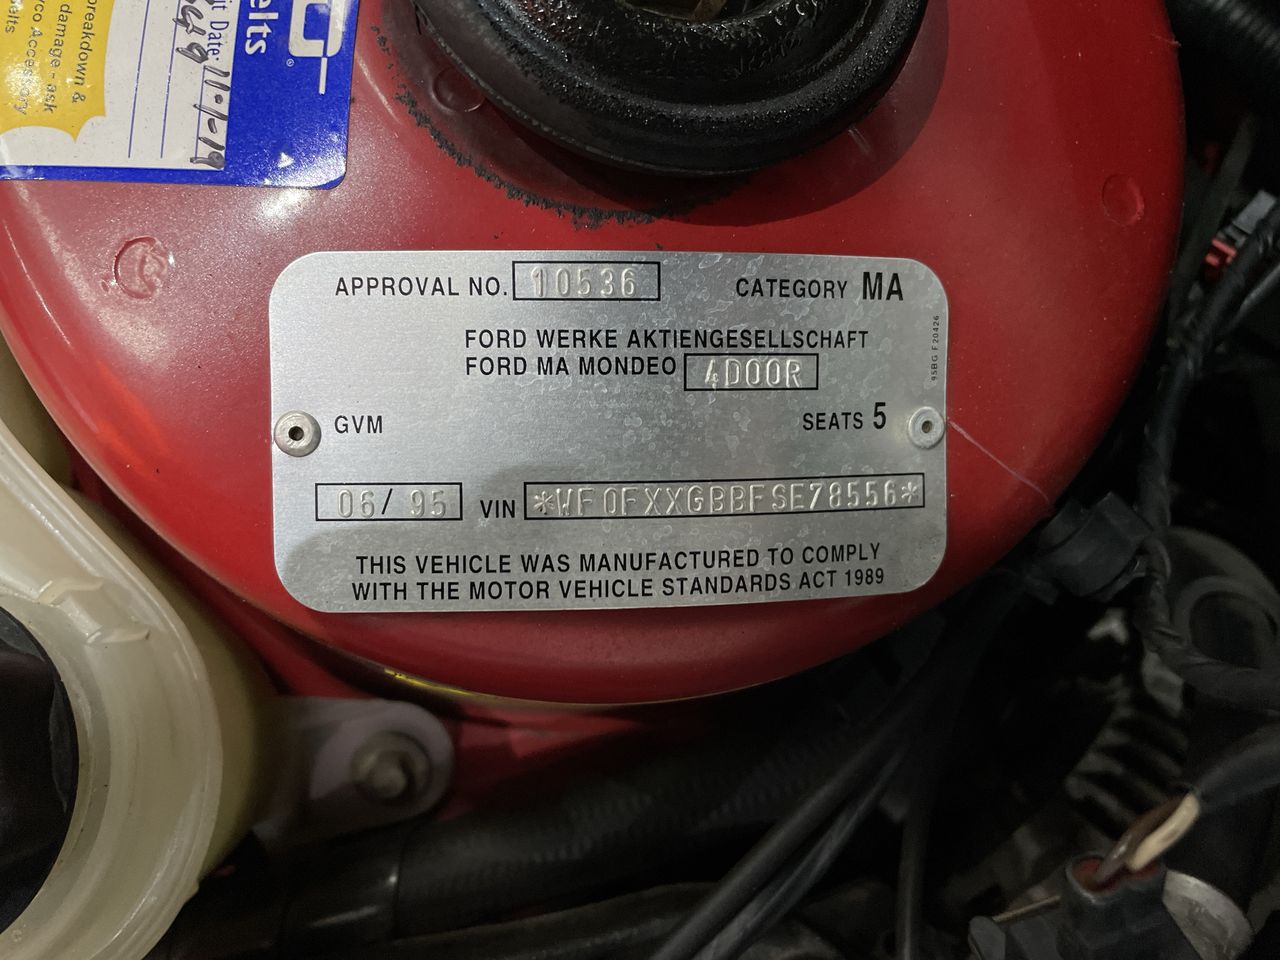 APPROVAL NO. 10536 CATEGORY MA
FORD WERKE AKTIENGESELLSCHAFT
FORD MA MONDEO 4DOOR
95BG F20426
GVM SEATS 5
06/ 95 VIN *WF0FXXGBBFSE78556*
THIS VEHICLE WAS MANUFACTURED TO COMPLY
WITH THE MOTOR VEHICLE STANDARDS ACT 1989
elts
Date: 11-1-19
breakdown &
damage - ask
co Accessory
elts